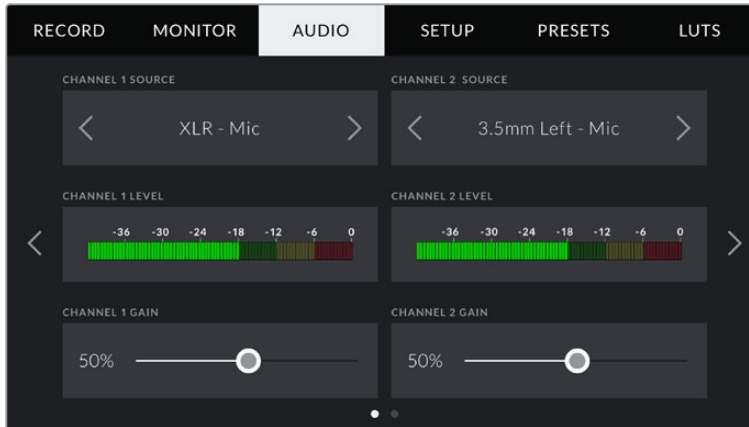 RECORD MONITOR AUDIO SETUP PRESETS LUTS
CHANNEL 1 SOURCE CHANNEL 2 SOURCE
XLR - Mic 3.5mm Left - Mic
CHANNEL 1 LEVEL CHANNEL 2 LEVEL
-36 -30 -24 -18 -12 -6 0 -36 -30 -24 -18 -12 -6 0
CHANNEL 1 GAIN CHANNEL 2 GAIN
50% 50%